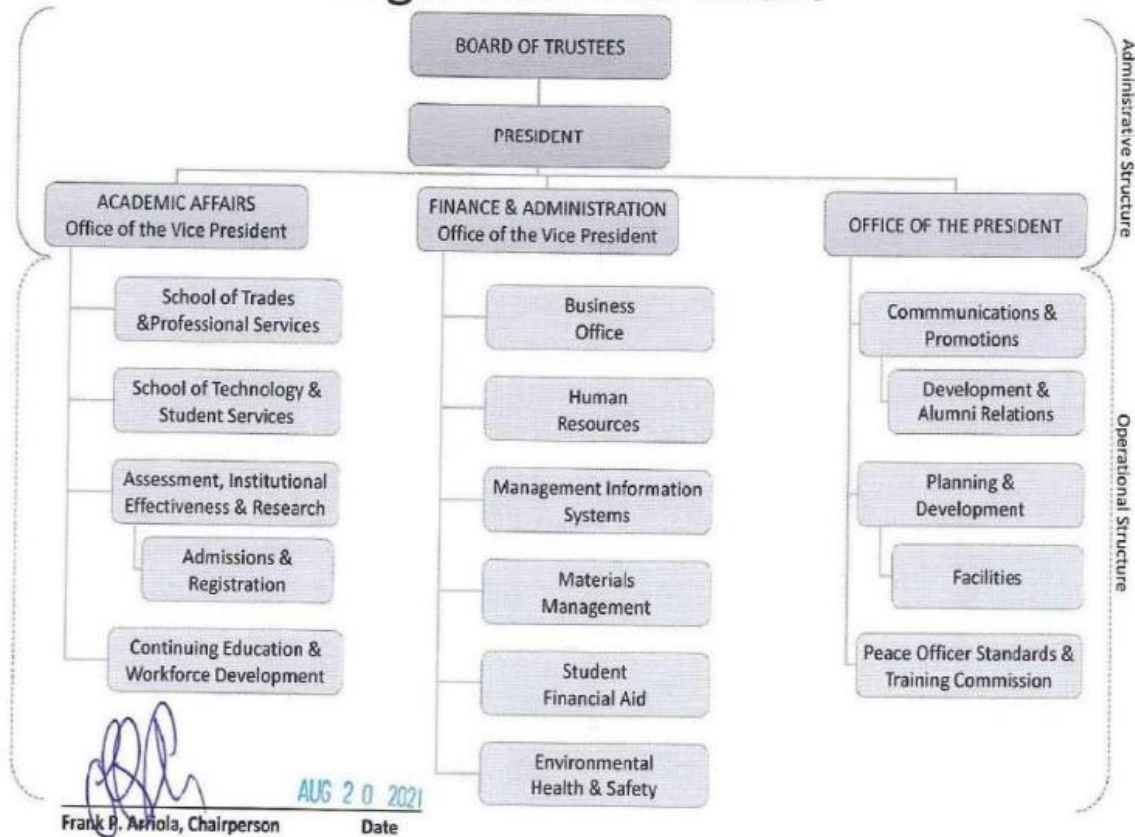 BOARD OF TRUSTEES
PRESIDENT
ACADEMIC AFFAIRS
Office of the Vice President
FINANCE & ADMINISTRATION
Office of the Vice President
OFFICE OF THE PRESIDENT
Administrative Structure
School of Trades
&Professional Services
School of Technology &
Student Services
Assessment, Institutional
Effectiveness & Research
Admissions &
Registration
Continuing Education &
Workforce Development
Business
Office
Human
Resources
Management Information
Systems
Materials
Management
Student
Financial Aid
Environmental
Health & Safety
Commmunications &
Promotions
Development &
Alumni Relations
Planning &
Development
Facilities
Peace Officer Standards &
Training Commission
Operational Structure
AUG 20 2021
Frank P. Arriola, Chairperson Date